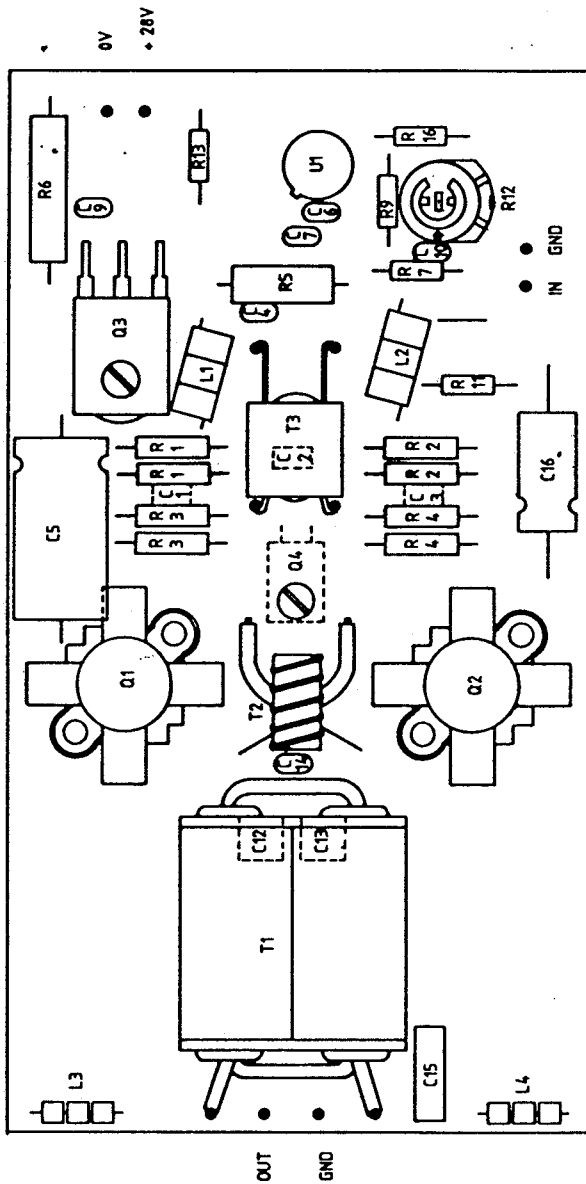 0V
+ 28V
R6
C9
R13
U1
R16
R9
R12
C6
C7
C10
R7
GND
IN
Q3
R5
C4
L1
L2
R11
T3
C2
C5
R1
R1
C1
R3
R3
R2
R2
C3
R4
R4
C16
Q4
Q1
T2
Q2
C14
C12
C13
T1
C15
L3
L4
OUT
GND